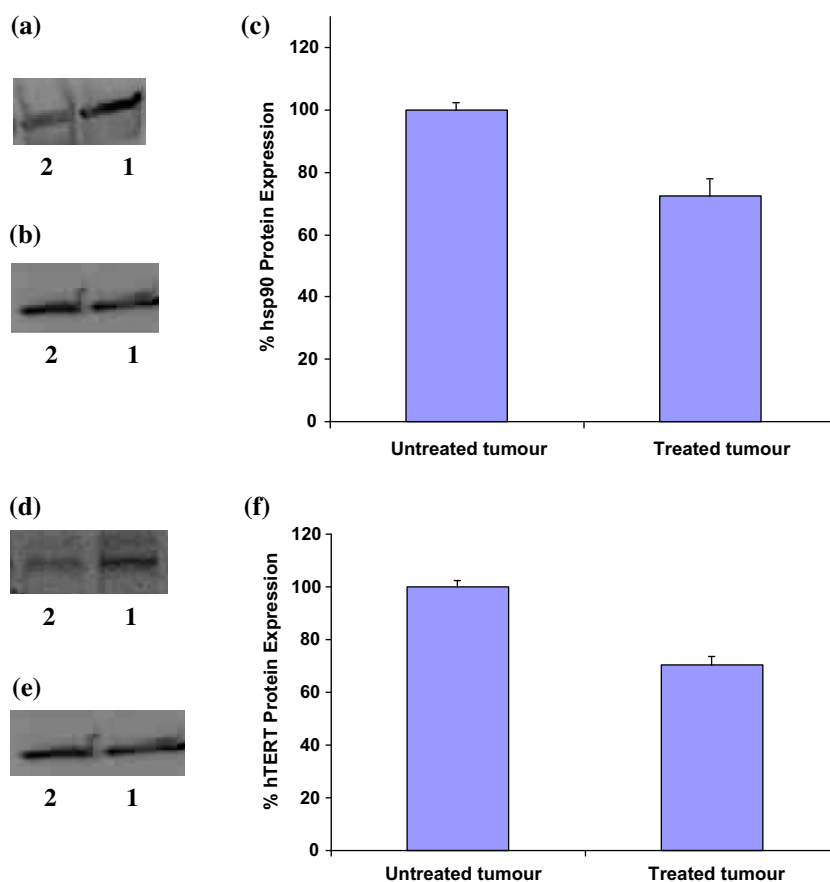 (a)
2 1
(b)
2 1
(c)
% hsp90 Protein Expression
120
100
80
60
40
20
0
Untreated tumour Treated tumour
(d)
2 1
(e)
2 1
(f)
% hTERT Protein Expression
120
100
80
60
40
20
0
Untreated tumour Treated tumour